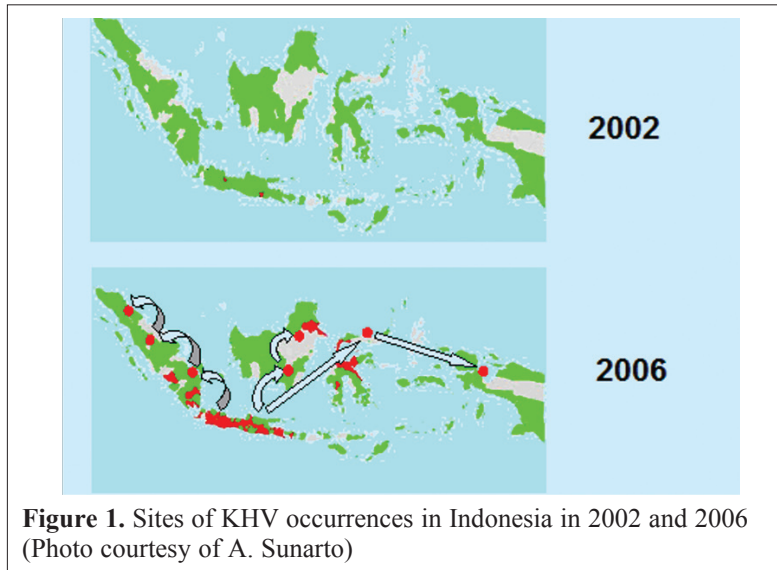 2002
2006
Figure 1. Sites of KHV occurrences in Indonesia in 2002 and 2006
(Photo courtesy of A. Sunarto)